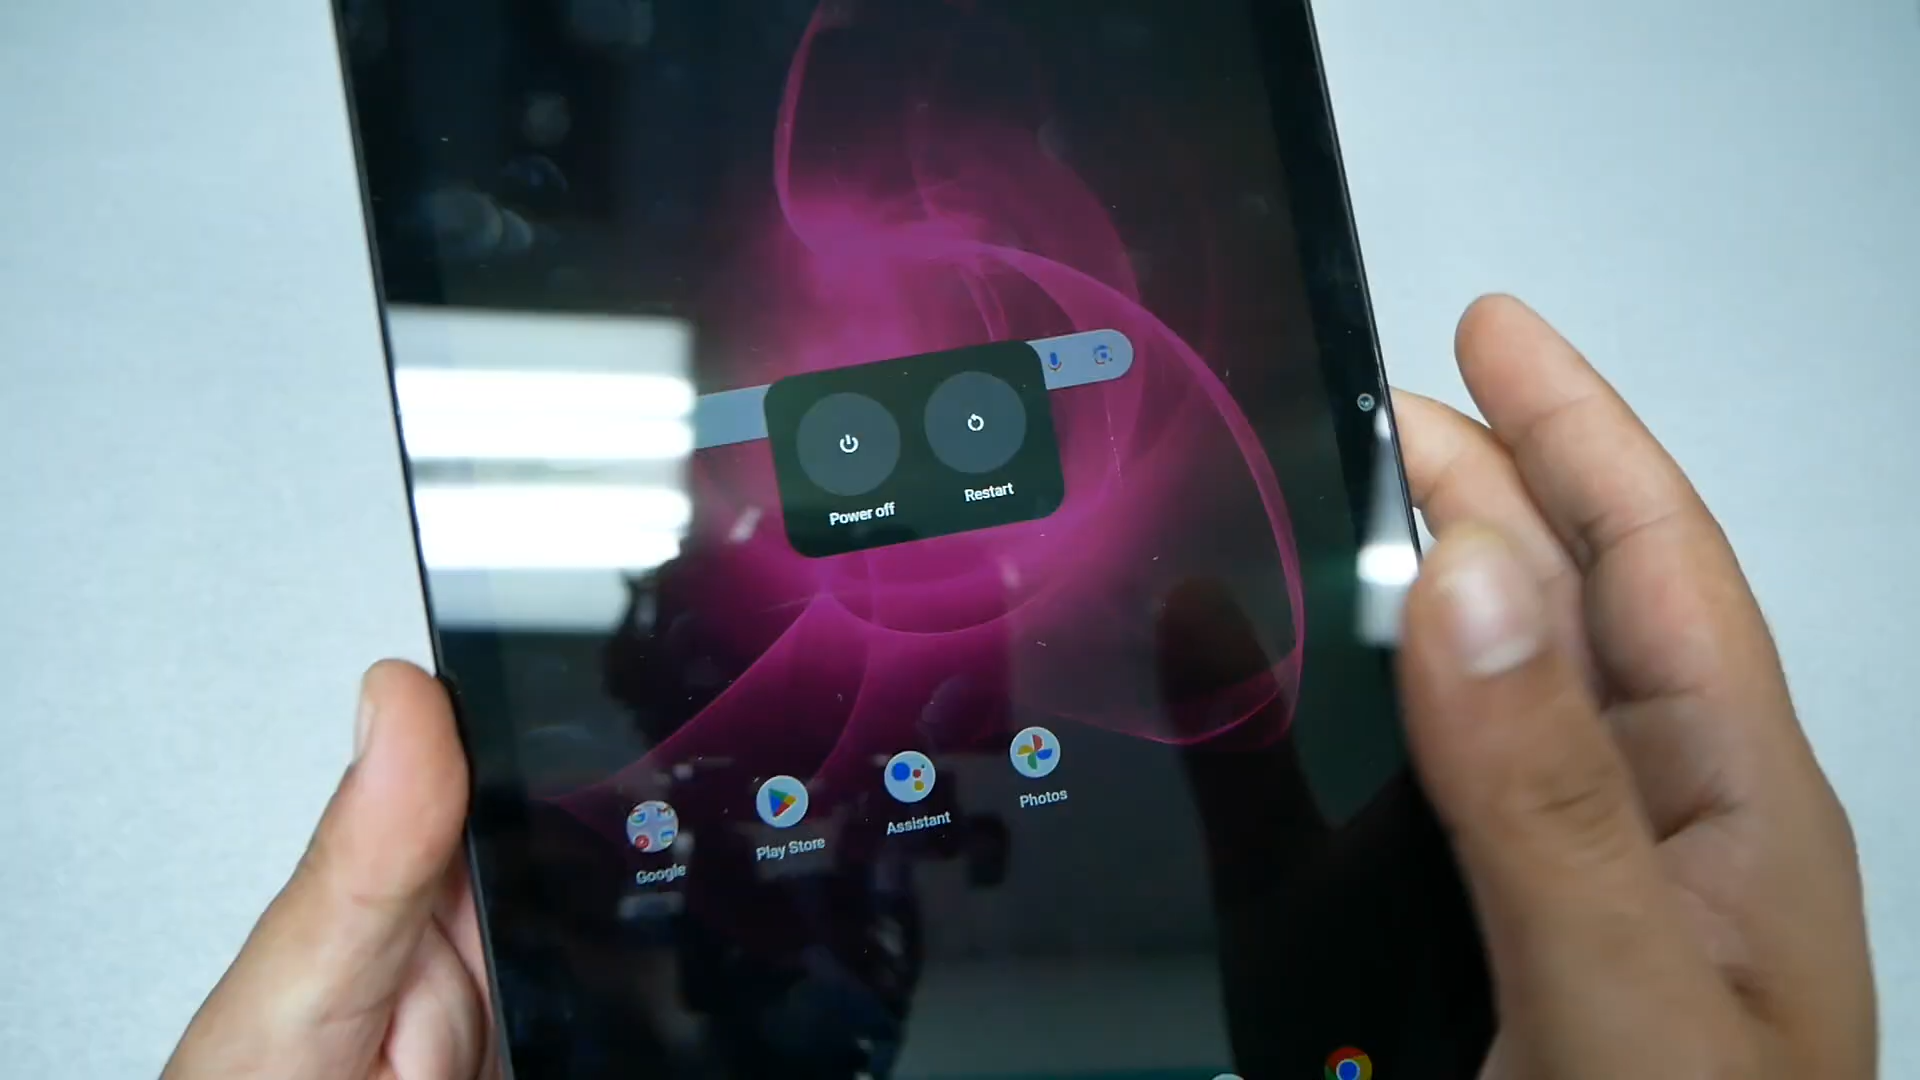 Power off
Restart
Google
Play Store
Assistant
Photos